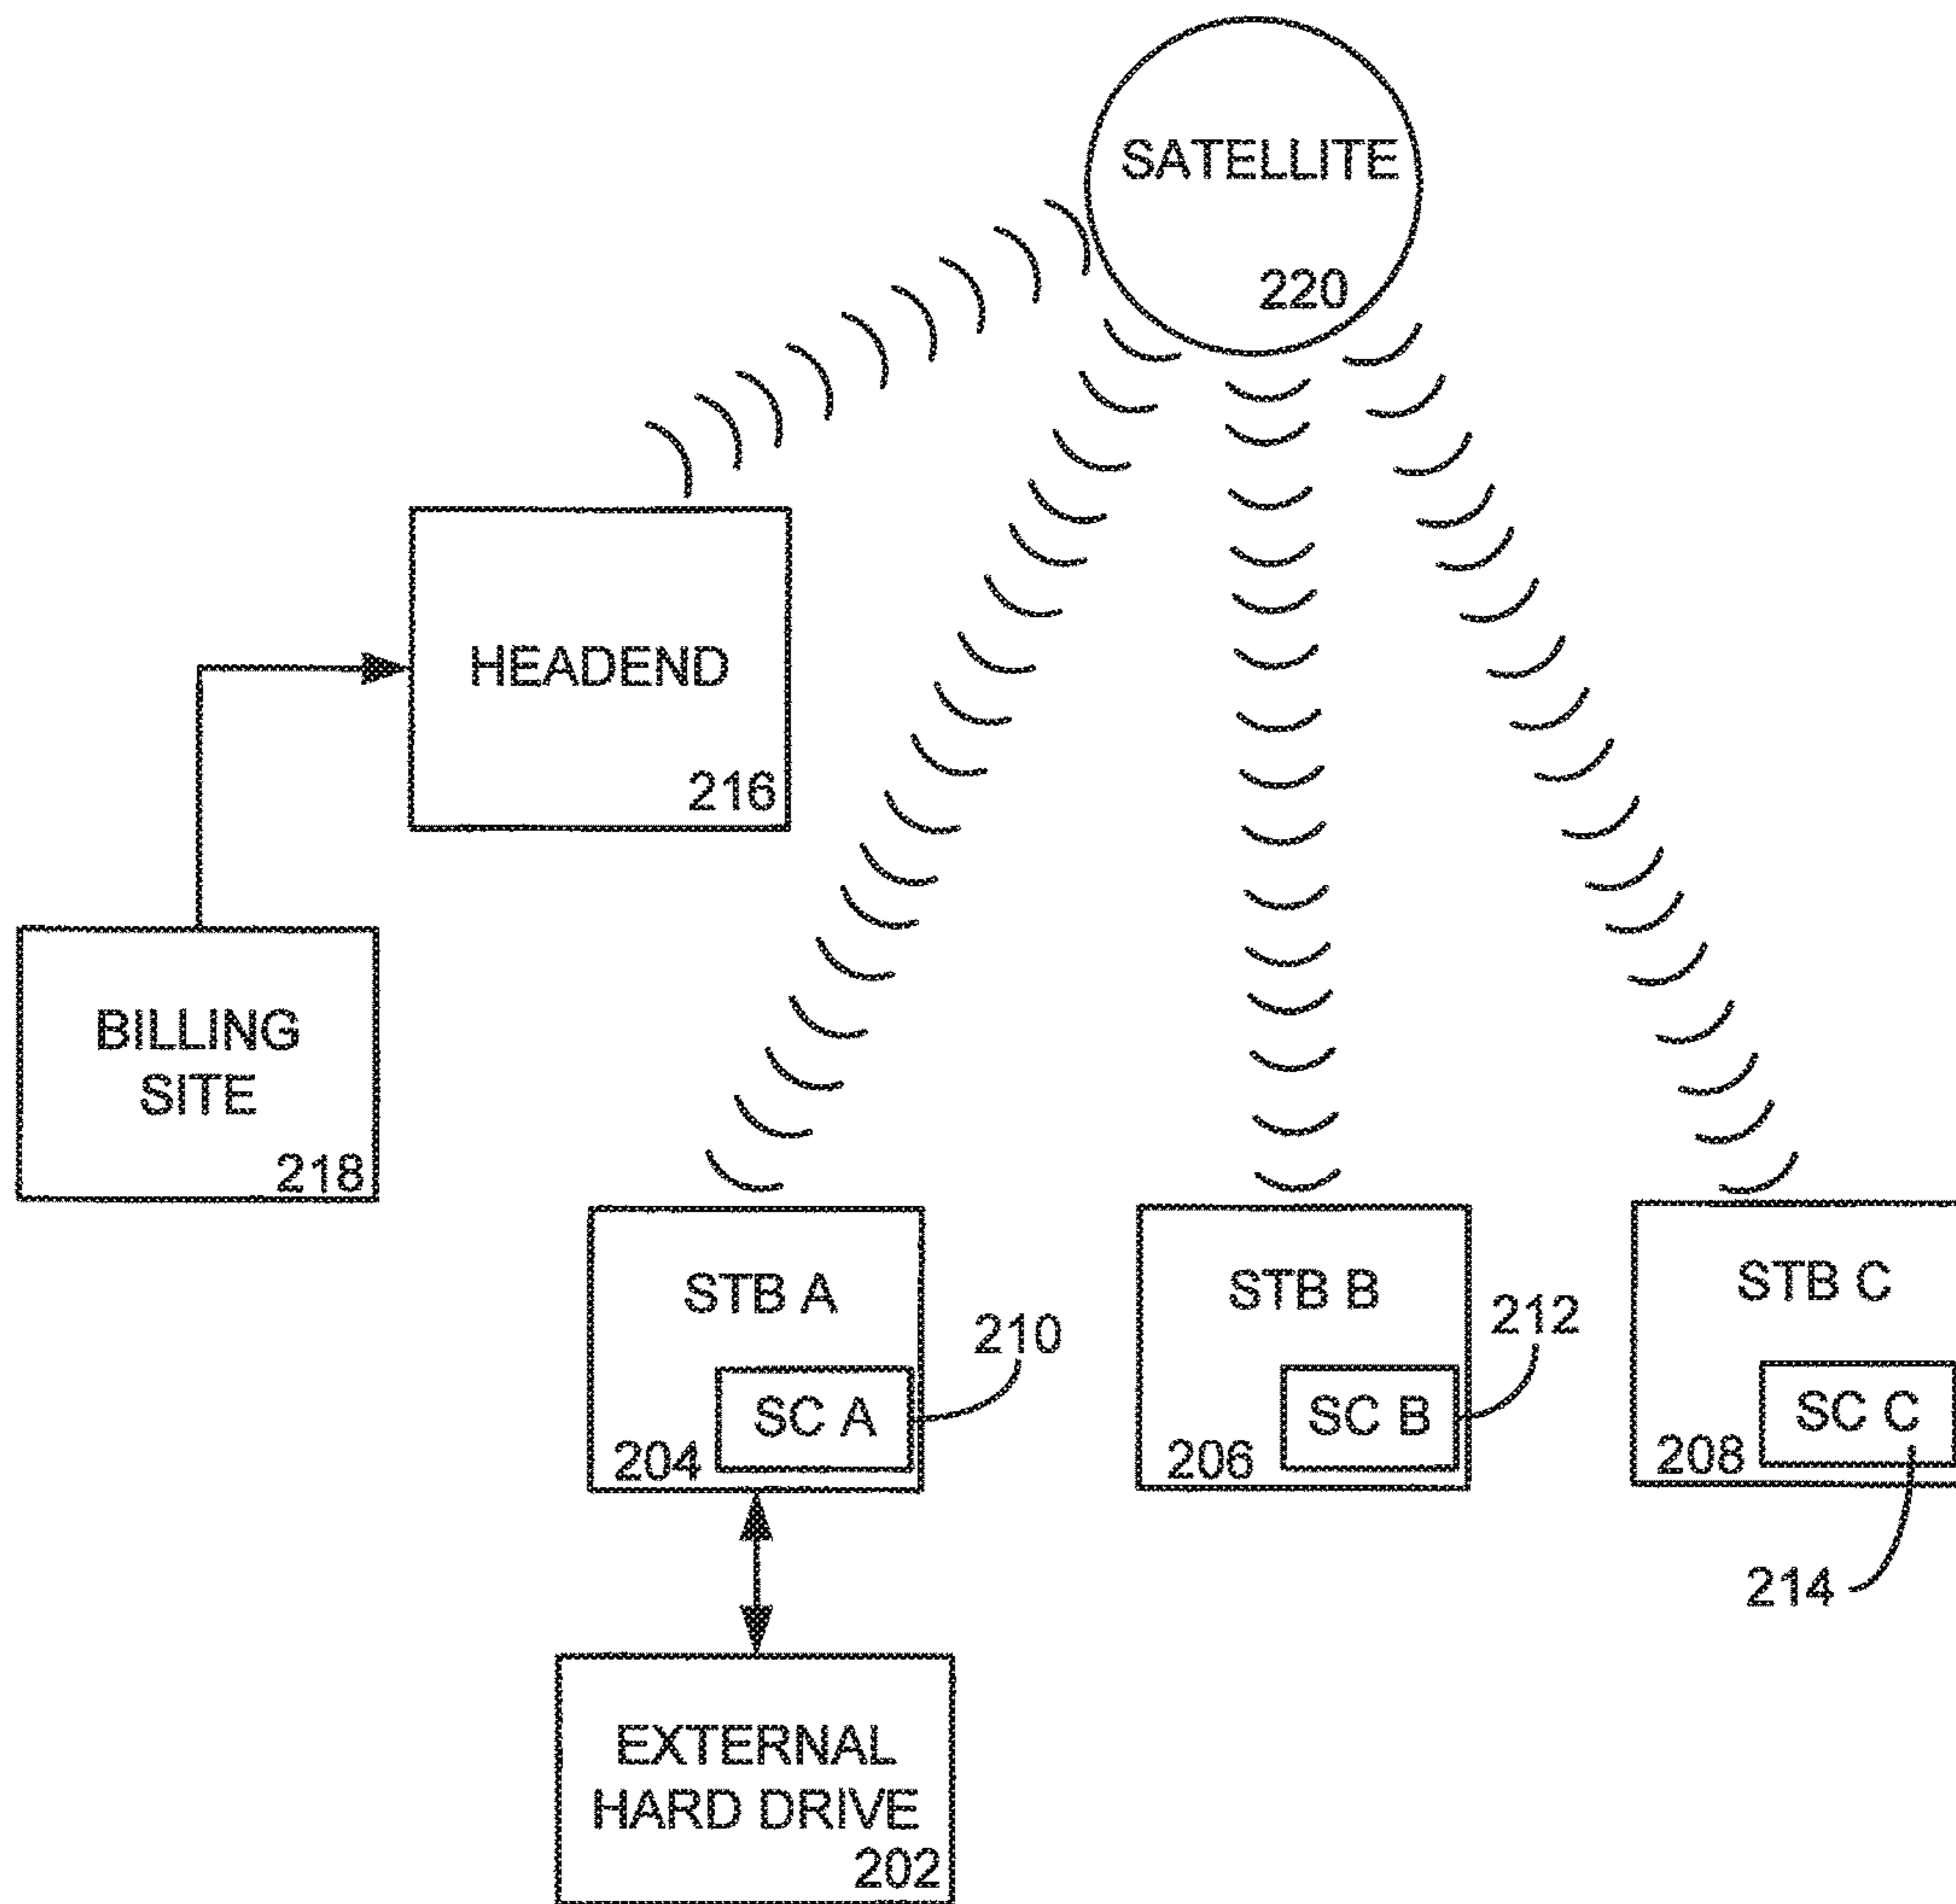 SATELLITE
220
HEADEND
216
BILLING
SITE
218
STB A
SC A
204
210
STB B
SC B
206
212
STB C
SC C
208
214
EXTERNAL
HARD DRIVE
202